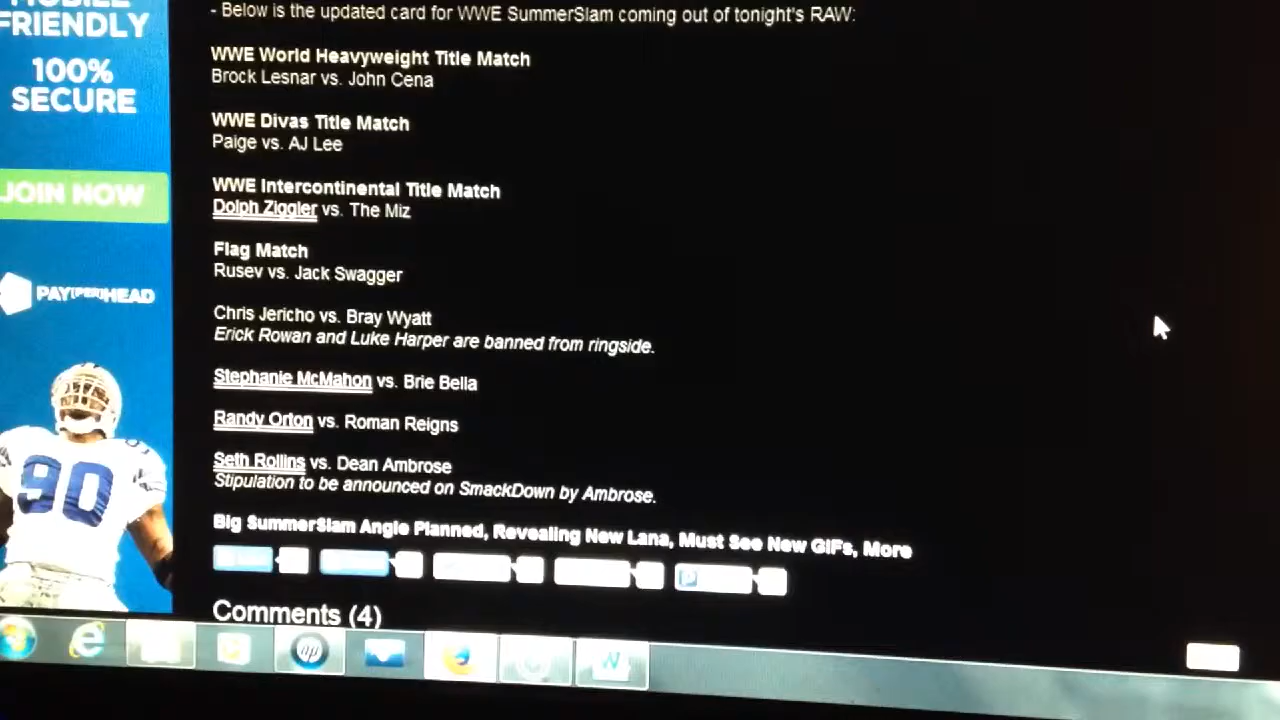 MOBILE
FRIENDLY
100%
SECURE
JOIN NOW
PAY[PER]HEAD
90
- Below is the updated card for WWE SummerSlam coming out of tonight's RAW:
WWE World Heavyweight Title Match
Brock Lesnar vs. John Cena
WWE Divas Title Match
Paige vs. AJ Lee
WWE Intercontinental Title Match
Dolph Ziggler vs. The Miz
Flag Match
Rusev vs. Jack Swagger
Chris Jericho vs. Bray Wyatt
Erick Rowan and Luke Harper are banned from ringside.
Stephanie McMahon vs. Brie Bella
Randy Orton vs. Roman Reigns
Seth Rollins vs. Dean Ambrose
Stipulation to be announced on SmackDown by Ambrose.
Big SummerSlam Angle Planned, Revealing New Lana, Must See New GIFs, More
Comments (4)
hp
W